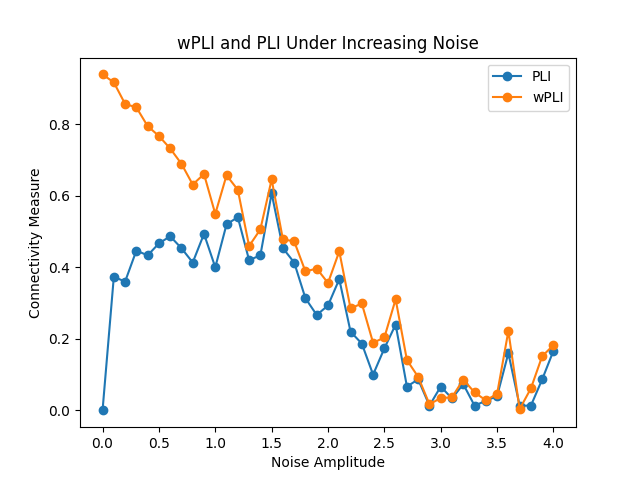 wPLI and PLI Under Increasing Noise
PLI
wPLI
Connectivity Measure
0.8
0.6
0.4
0.2
0.0
0.0 0.5 1.0 1.5 2.0 2.5 3.0 3.5 4.0
Noise Amplitude